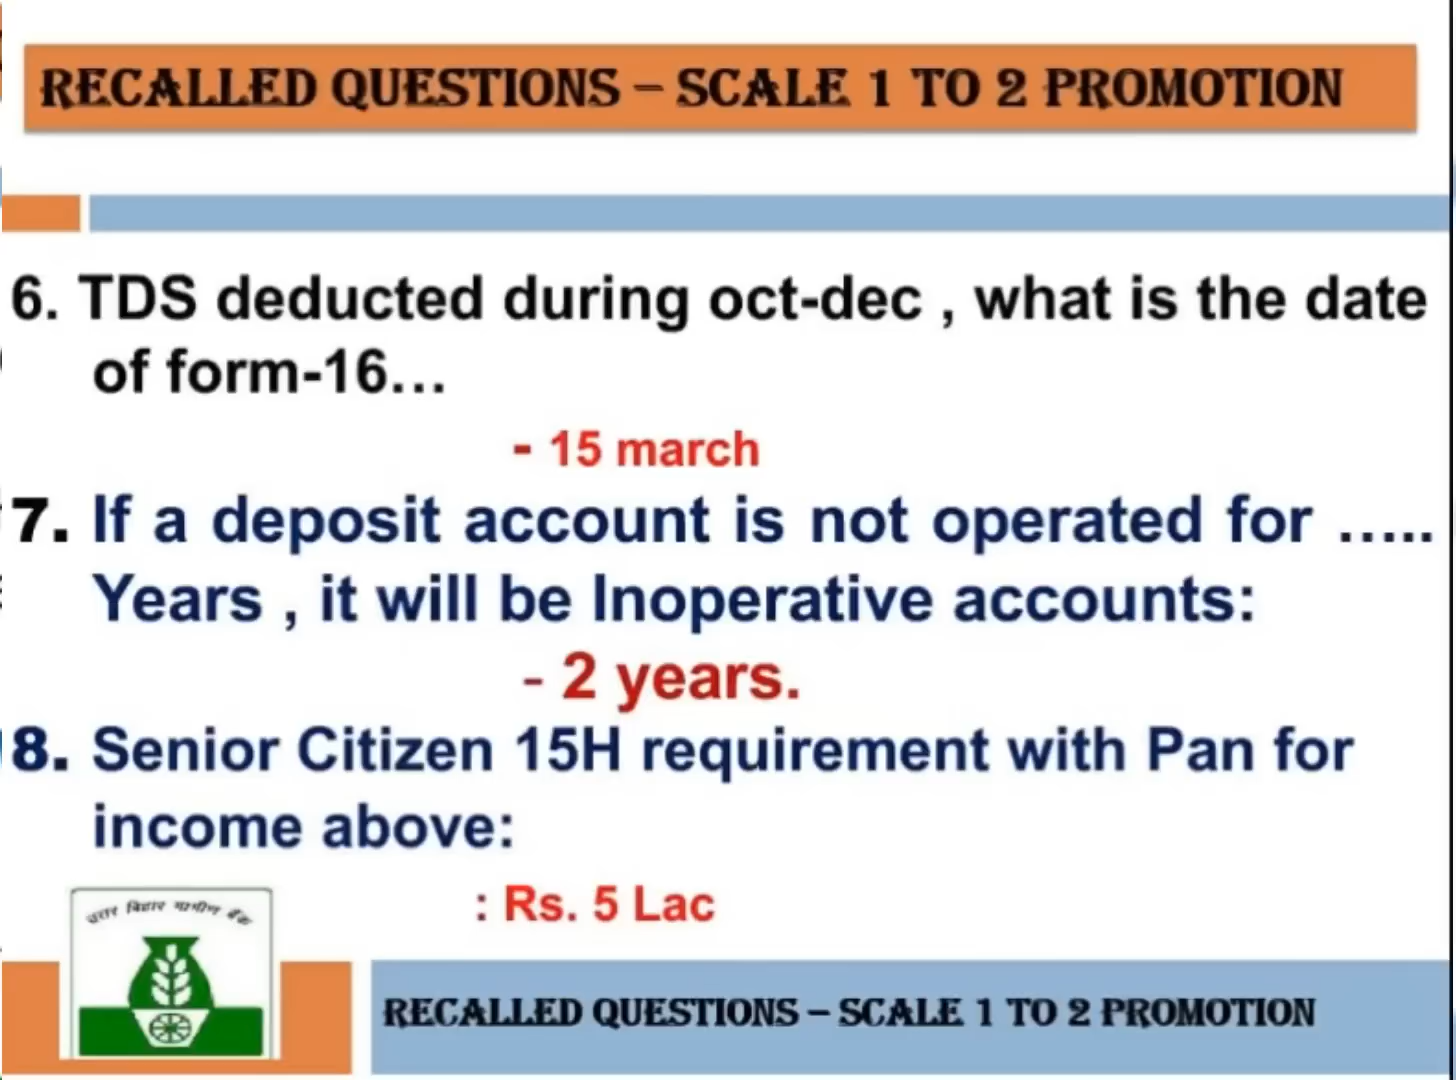 RECALLED QUESTIONS – SCALE 1 TO 2 PROMOTION
6. TDS deducted during oct-dec , what is the date
of form-16...
- 15 march
7. If a deposit account is not operated for .....
Years , it will be Inoperative accounts:
- 2 years.
8. Senior Citizen 15H requirement with Pan for
income above:
: Rs. 5 Lac
उत्तर बिहार ग्रामीण बैंक
RECALLED QUESTIONS – SCALE 1 TO 2 PROMOTION